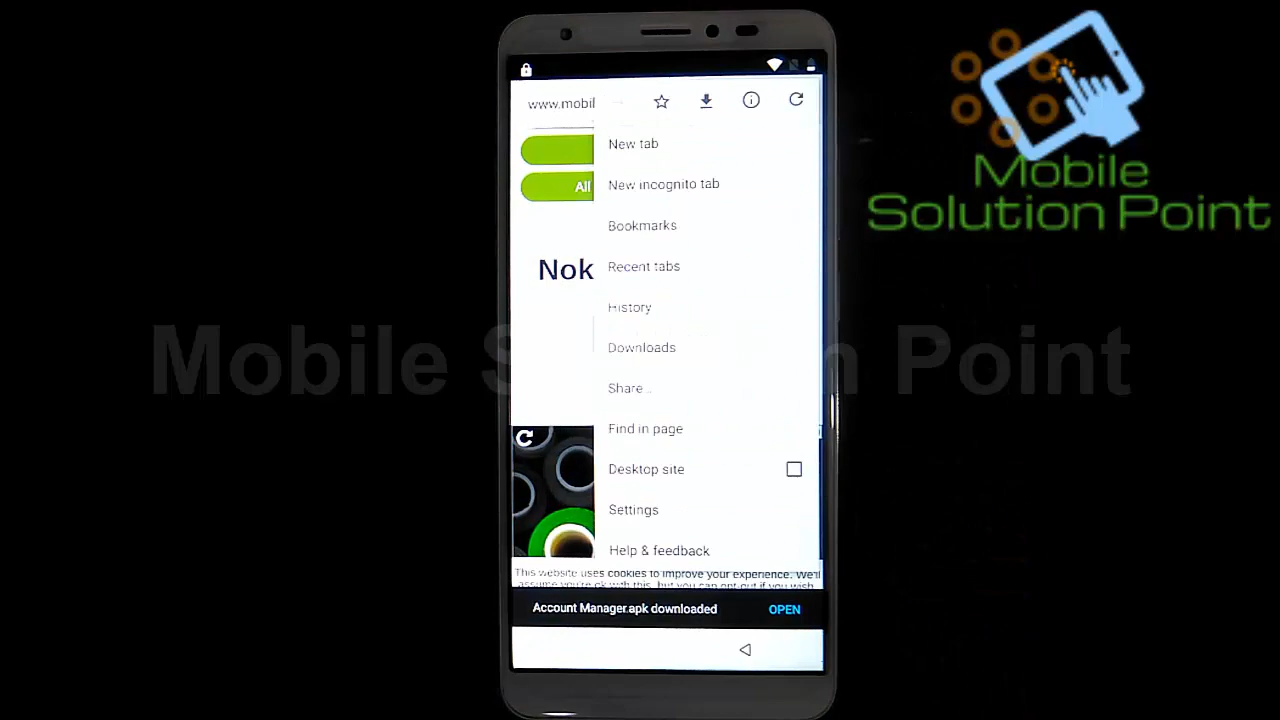 Mobile
Solution Point
www.mobil
New tab
New incognito tab
All
Bookmarks
Recent tabs
Nok
History
Downloads
Mobile S n Point
Share...
Find in page
Desktop site
Settings
Help & feedback
This website uses cookies to improve your experience. We'll
assume you're ok with this, but you can opt-out if you wish.
Account Manager.apk downloaded
OPEN